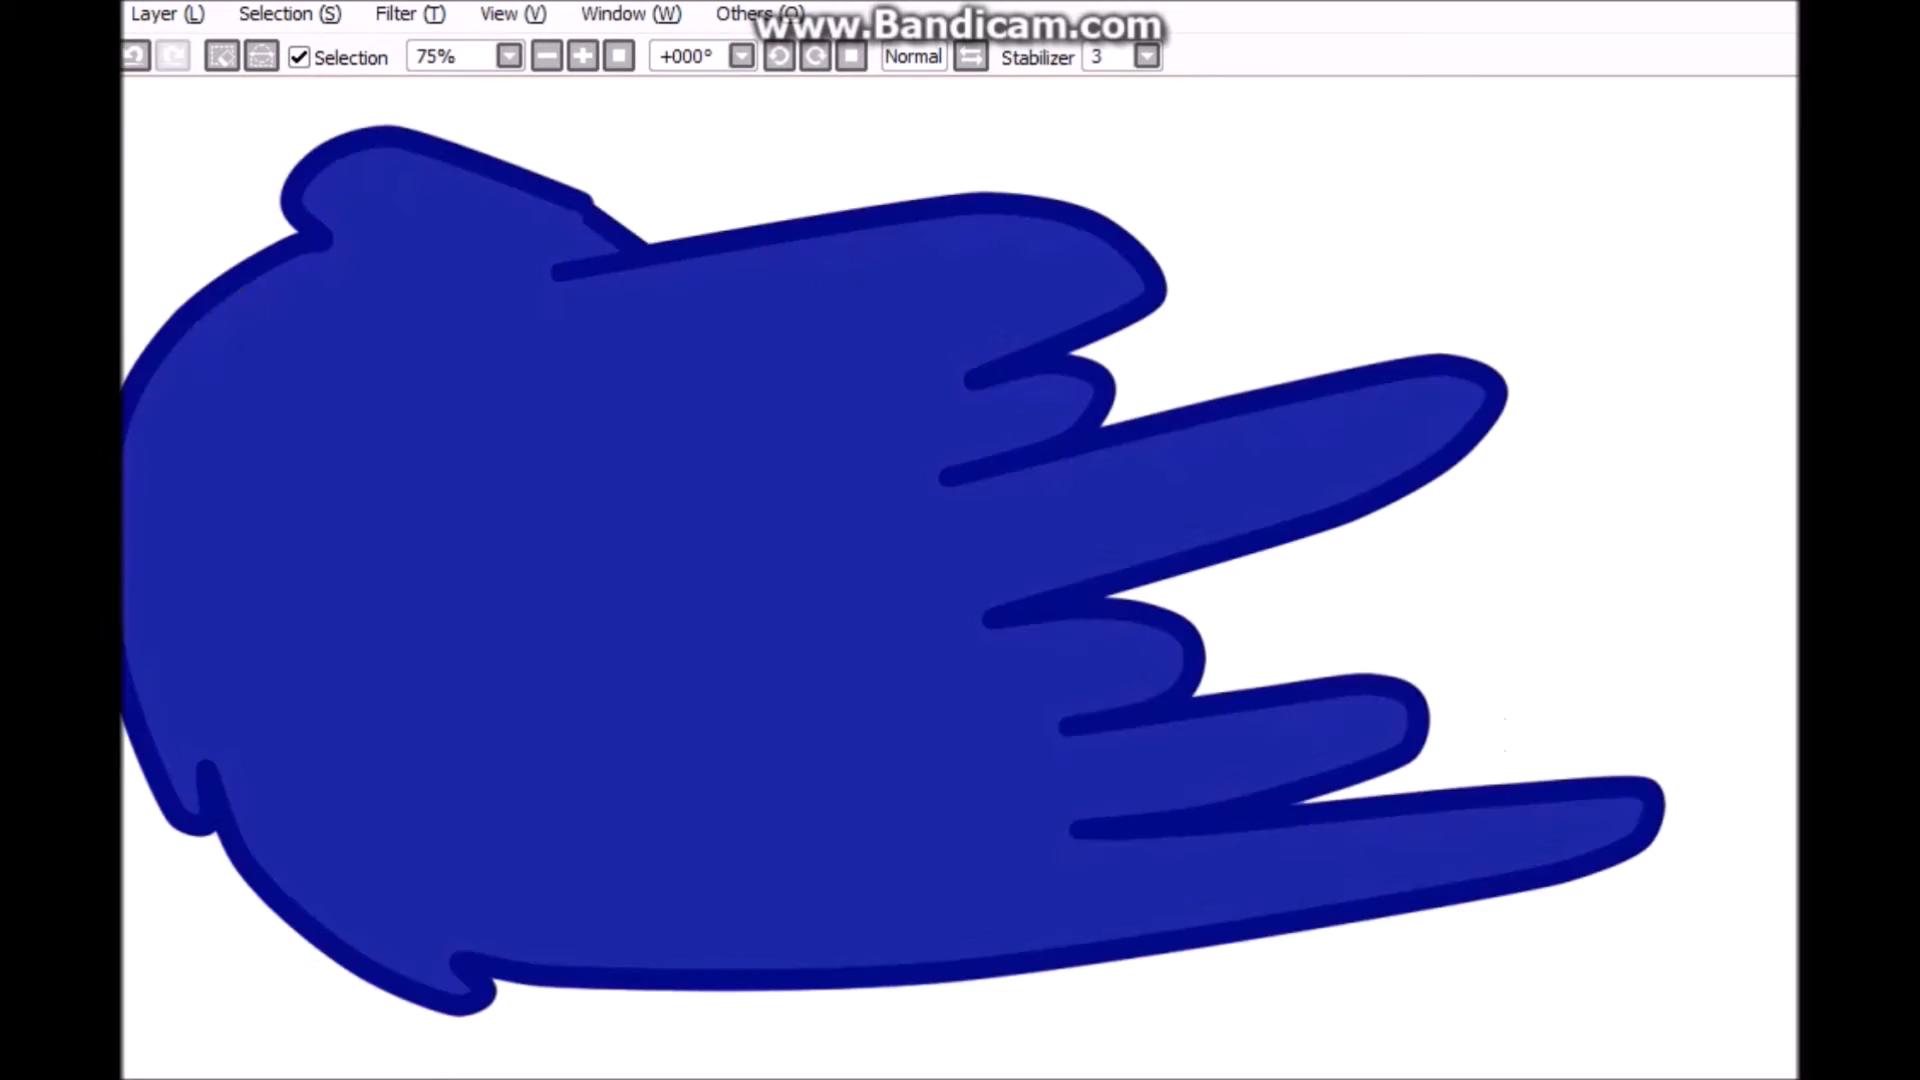 Layer (L) Selection (S) Filter (T) View (V) Window (W) Others (O)
www.Bandicam.com
Selection 75% +000° Normal Stabilizer 3